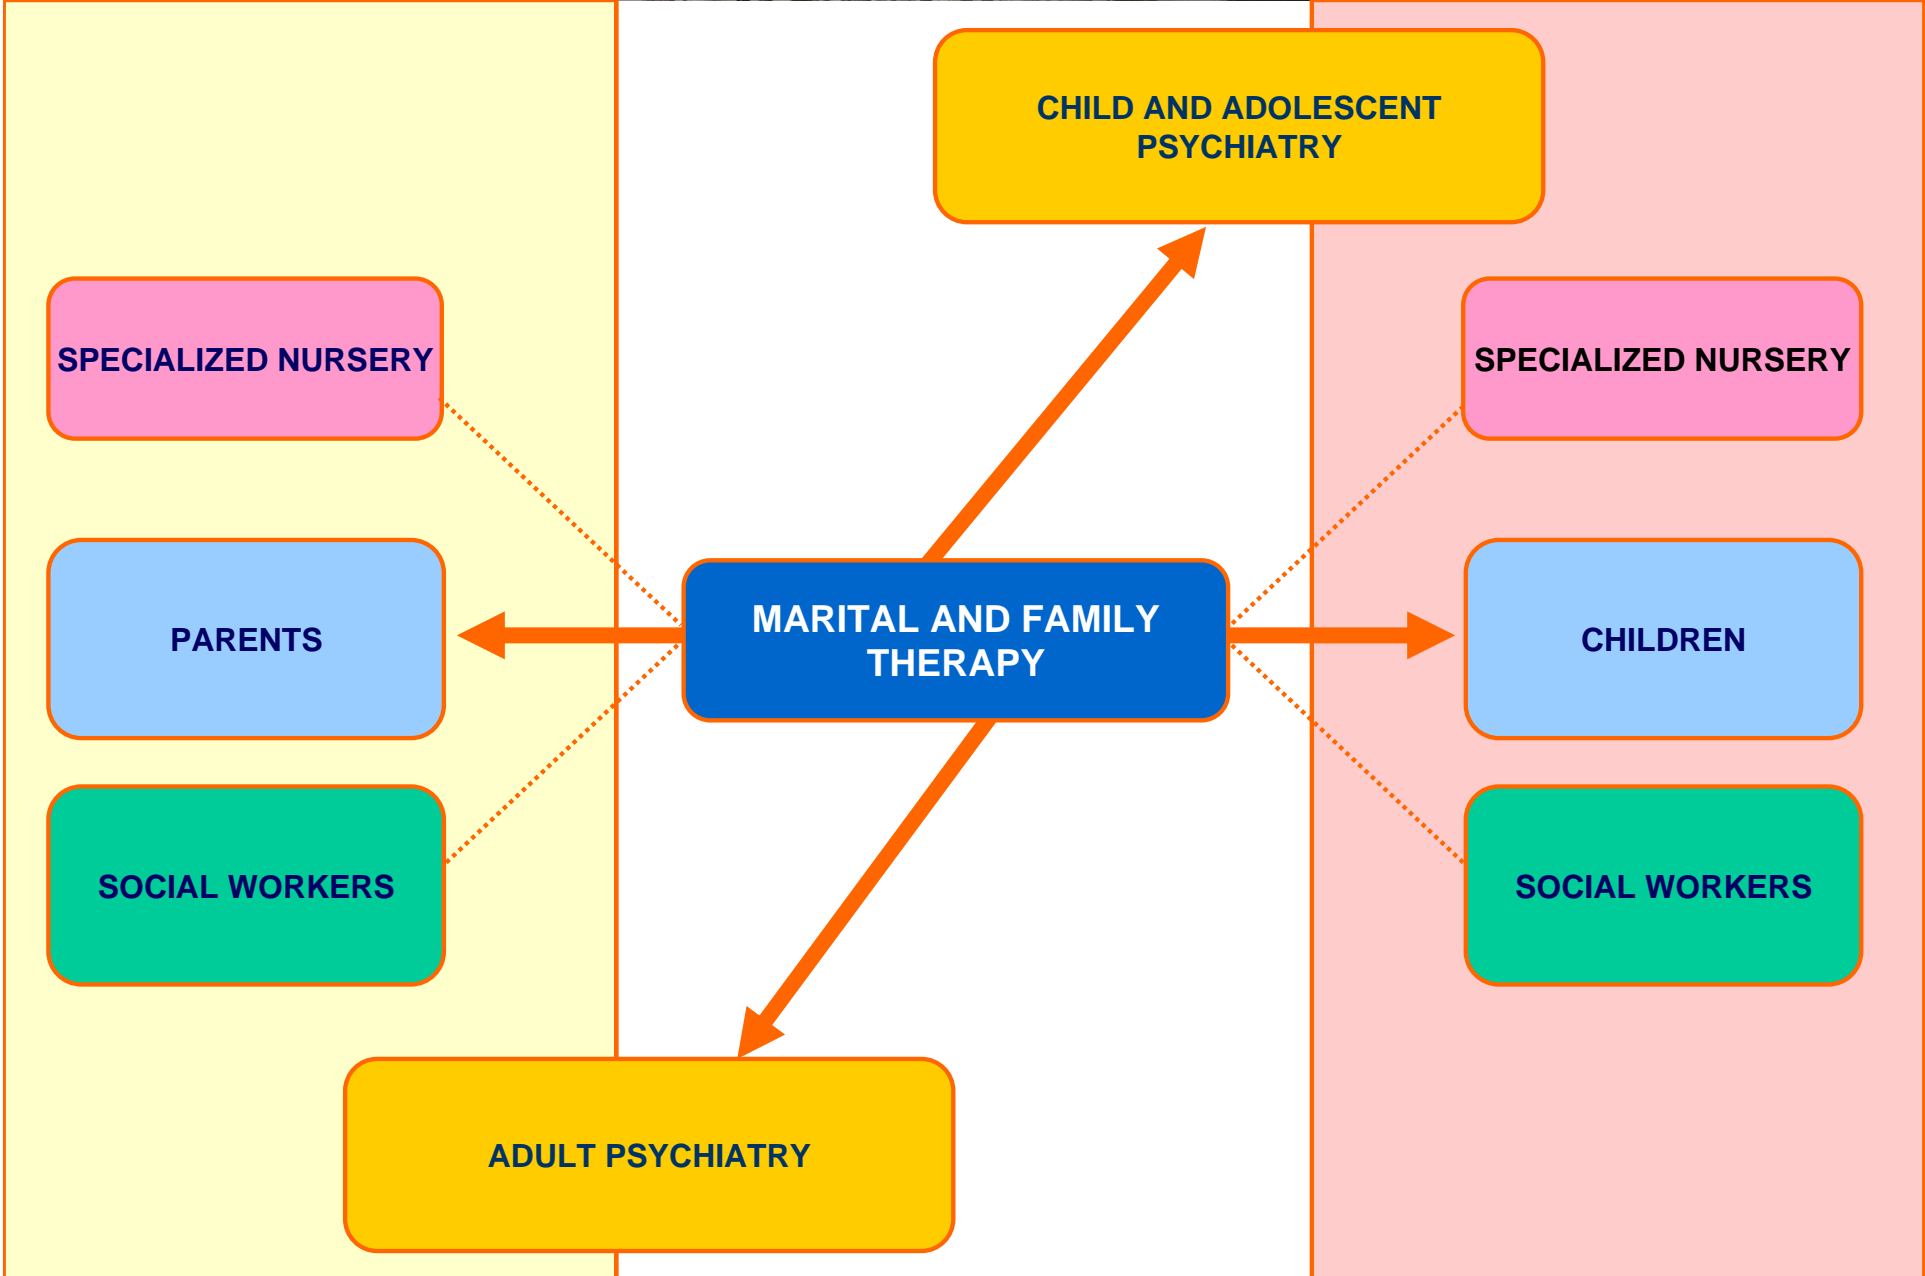 CHILD AND ADOLESCENT
PSYCHIATRY
SPECIALIZED NURSERY
SPECIALIZED NURSERY
PARENTS
MARITAL AND FAMILY
THERAPY
CHILDREN
SOCIAL WORKERS
SOCIAL WORKERS
ADULT PSYCHIATRY